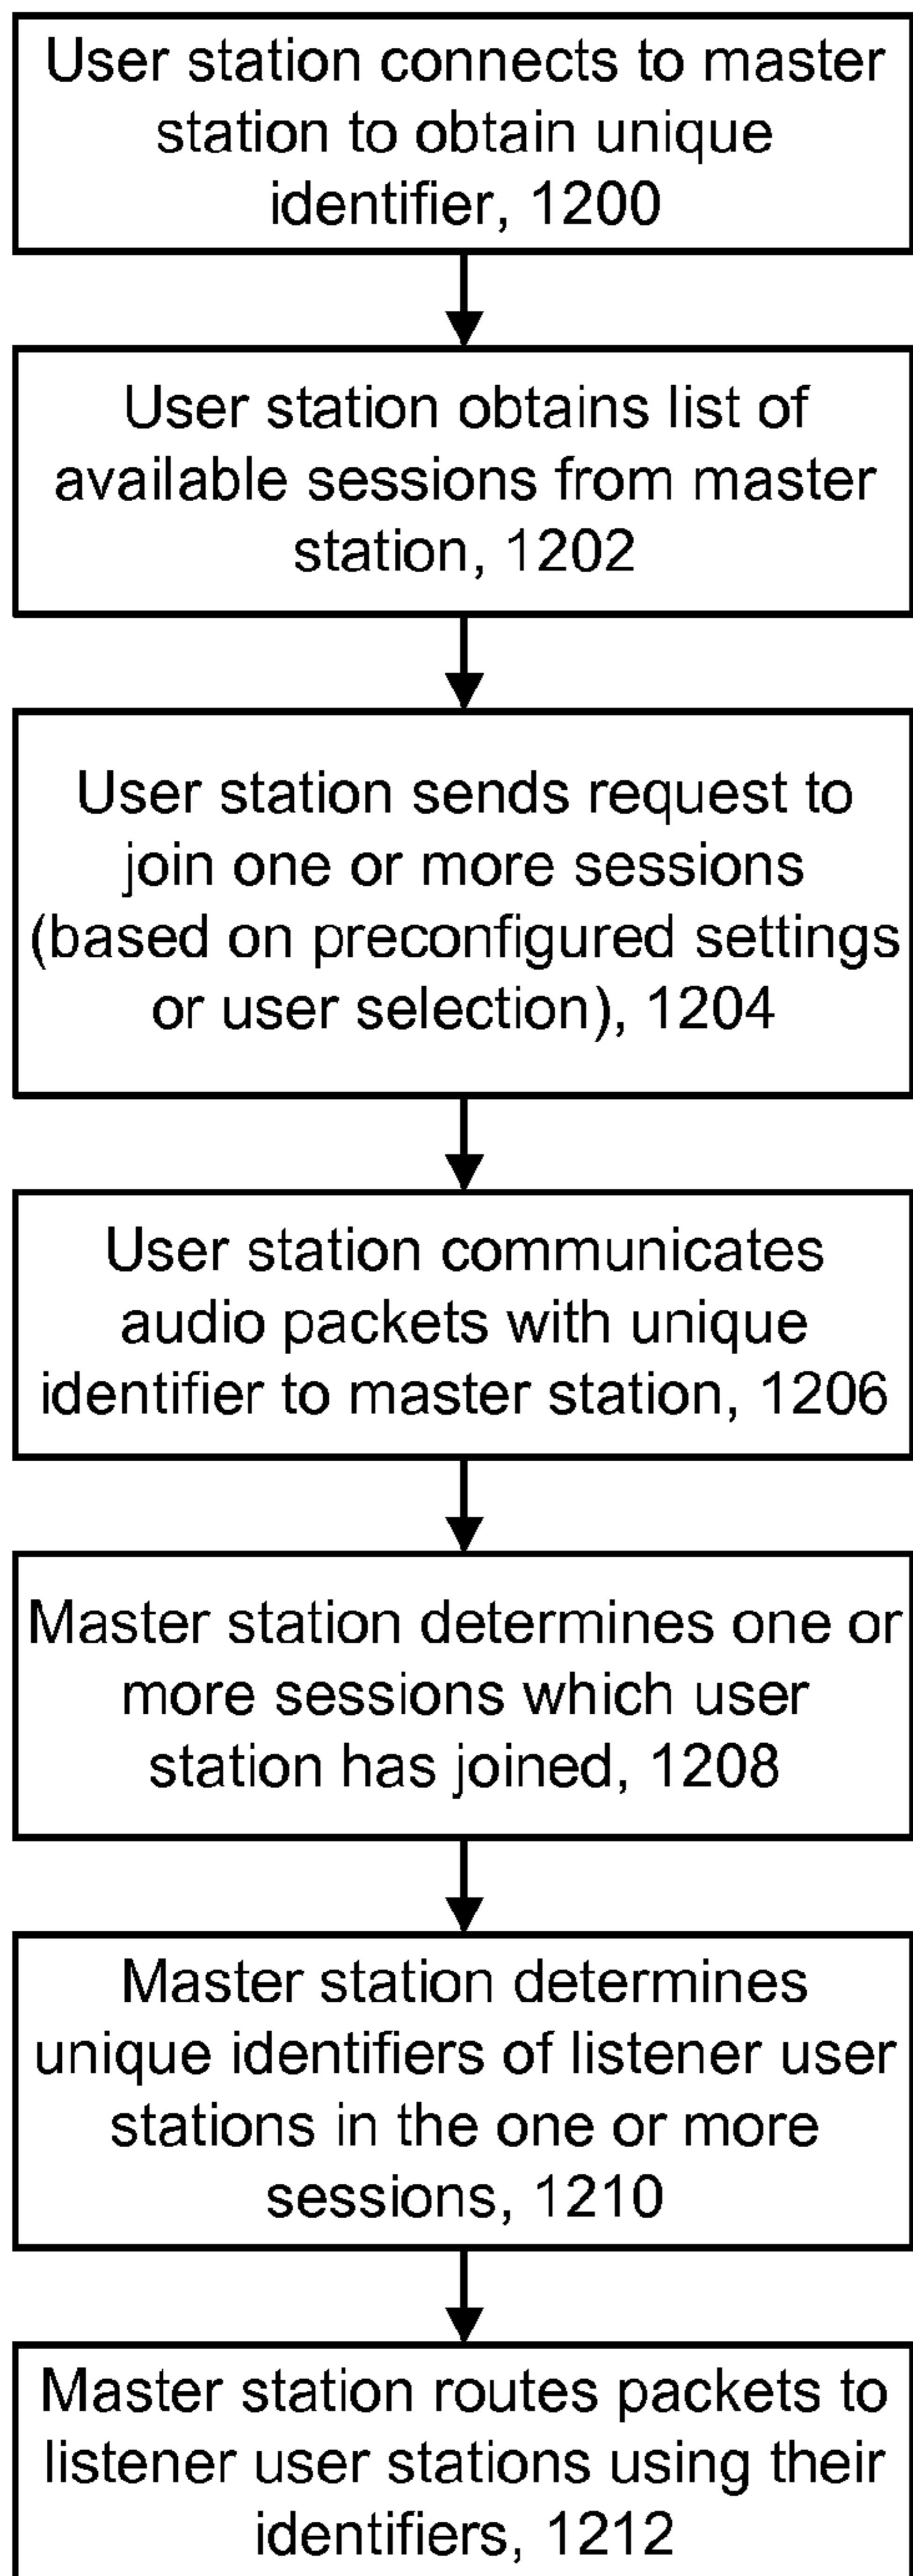 User station connects to master
station to obtain unique
identifier, 1200
User station obtains list of
available sessions from master
station, 1202
User station sends request to
join one or more sessions
(based on preconfigured settings
or user selection), 1204
User station communicates
audio packets with unique
identifier to master station, 1206
Master station determines one or
more sessions which user
station has joined, 1208
Master station determines
unique identifiers of listener user
stations in the one or more
sessions, 1210
Master station routes packets to
listener user stations using their
identifiers, 1212